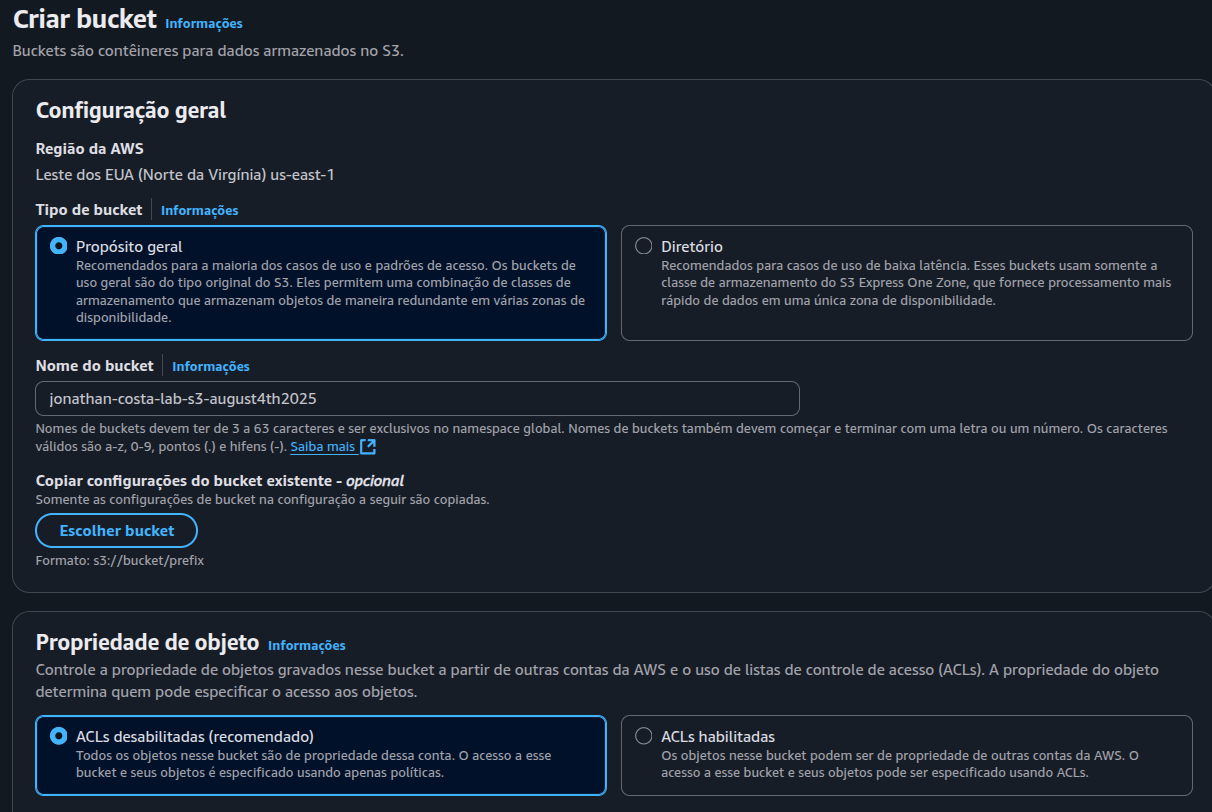 Criar bucket Informações
Buckets são contêineres para dados armazenados no S3.
Configuração geral
Região da AWS
Leste dos EUA (Norte da Virgínia) us-east-1
Tipo de bucket Informações
Propósito geral
Recomendados para a maioria dos casos de uso e padrões de acesso. Os buckets de
uso geral são do tipo original do S3. Eles permitem uma combinação de classes de
armazenamento que armazenam objetos de maneira redundante em várias zonas de
disponibilidade.
Diretório
Recomendados para casos de uso de baixa latência. Esses buckets usam somente a
classe de armazenamento do S3 Express One Zone, que fornece processamento mais
rápido de dados em uma única zona de disponibilidade.
Nome do bucket Informações
jonathan-costa-lab-s3-august4th2025
Nomes de buckets devem ter de 3 a 63 caracteres e ser exclusivos no namespace global. Nomes de buckets também devem começar e terminar com uma letra ou um número. Os caracteres
válidos são a-z, 0-9, pontos (.) e hifens (-). Saiba mais
Copiar configurações do bucket existente - opcional
Somente as configurações de bucket na configuração a seguir são copiadas.
Escolher bucket
Formato: s3://bucket/prefix
Propriedade de objeto Informações
Controle a propriedade de objetos gravados nesse bucket a partir de outras contas da AWS e o uso de listas de controle de acesso (ACLs). A propriedade do objeto
determina quem pode especificar o acesso aos objetos.
ACLs desabilitadas (recomendado)
Todos os objetos nesse bucket são de propriedade dessa conta. O acesso a esse
bucket e seus objetos é especificado usando apenas políticas.
ACLs habilitadas
Os objetos nesse bucket podem ser de propriedade de outras contas da AWS. O
acesso a esse bucket e seus objetos pode ser especificado usando ACLs.